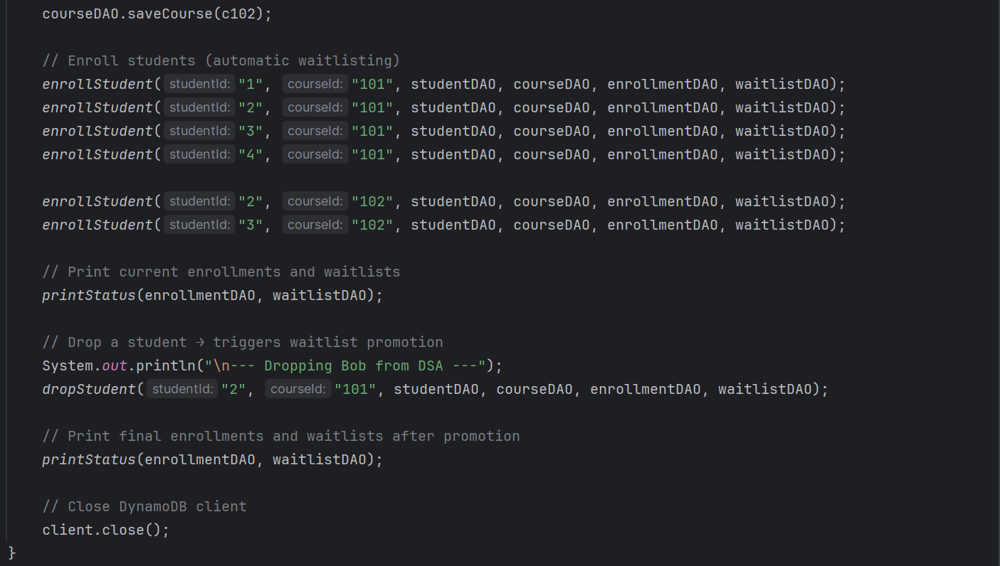 courseDAO.saveCourse(c102);
// Enroll students (automatic waitlisting)
enrollStudent( studentId: "1", courseId: "101", studentDAO, courseDAO, enrollmentDAO, waitlistDAO);
enrollStudent( studentId: "2", courseId: "101", studentDAO, courseDAO, enrollmentDAO, waitlistDAO);
enrollStudent( studentId: "3", courseId: "101", studentDAO, courseDAO, enrollmentDAO, waitlistDAO);
enrollStudent( studentId: "4", courseId: "101", studentDAO, courseDAO, enrollmentDAO, waitlistDAO);
enrollStudent( studentId: "2", courseId: "102", studentDAO, courseDAO, enrollmentDAO, waitlistDAO);
enrollStudent( studentId: "3", courseId: "102", studentDAO, courseDAO, enrollmentDAO, waitlistDAO);
// Print current enrollments and waitlists
printStatus(enrollmentDAO, waitlistDAO);
// Drop a student → triggers waitlist promotion
System.out.println("\n--- Dropping Bob from DSA ---");
dropStudent( studentId: "2", courseId: "101", studentDAO, courseDAO, enrollmentDAO, waitlistDAO);
// Print final enrollments and waitlists after promotion
printStatus(enrollmentDAO, waitlistDAO);
// Close DynamoDB client
client.close();
}